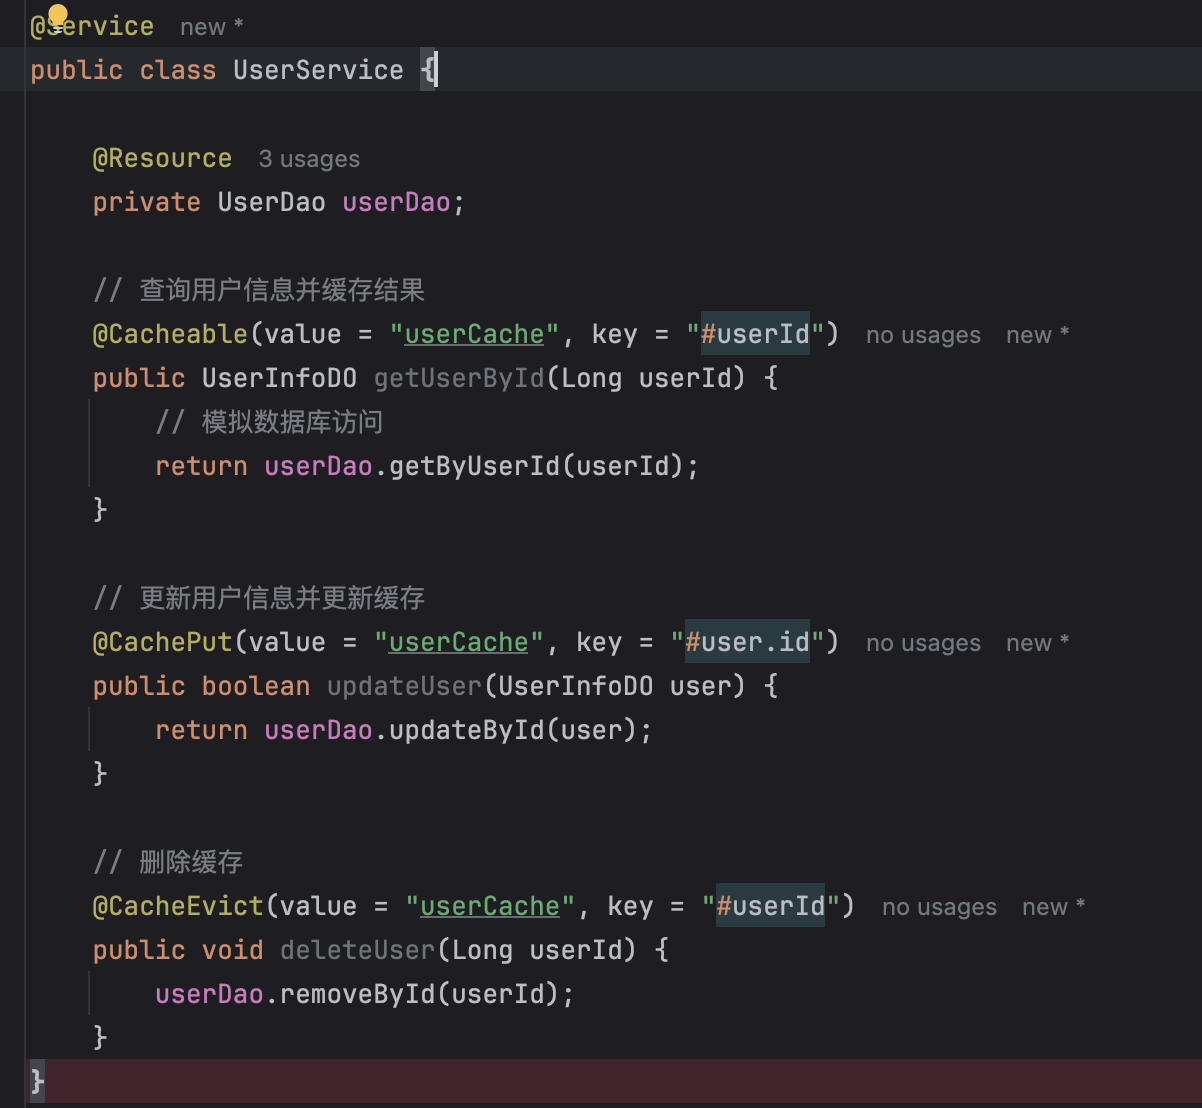 @Service new *
public class UserService {
@Resource 3 usages
private UserDao userDao;
// 查询用户信息并缓存结果
@Cacheable(value = "userCache", key = "#userId") no usages new *
public UserInfoDO getUserById(Long userId) {
// 模拟数据库访问
return userDao.getByUserId(userId);
}
// 更新用户信息并更新缓存
@CachePut(value = "userCache", key = "#user.id") no usages new *
public boolean updateUser(UserInfoDO user) {
return userDao.updateById(user);
}
// 删除缓存
@CacheEvict(value = "userCache", key = "#userId") no usages new *
public void deleteUser(Long userId) {
userDao.removeById(userId);
}
}